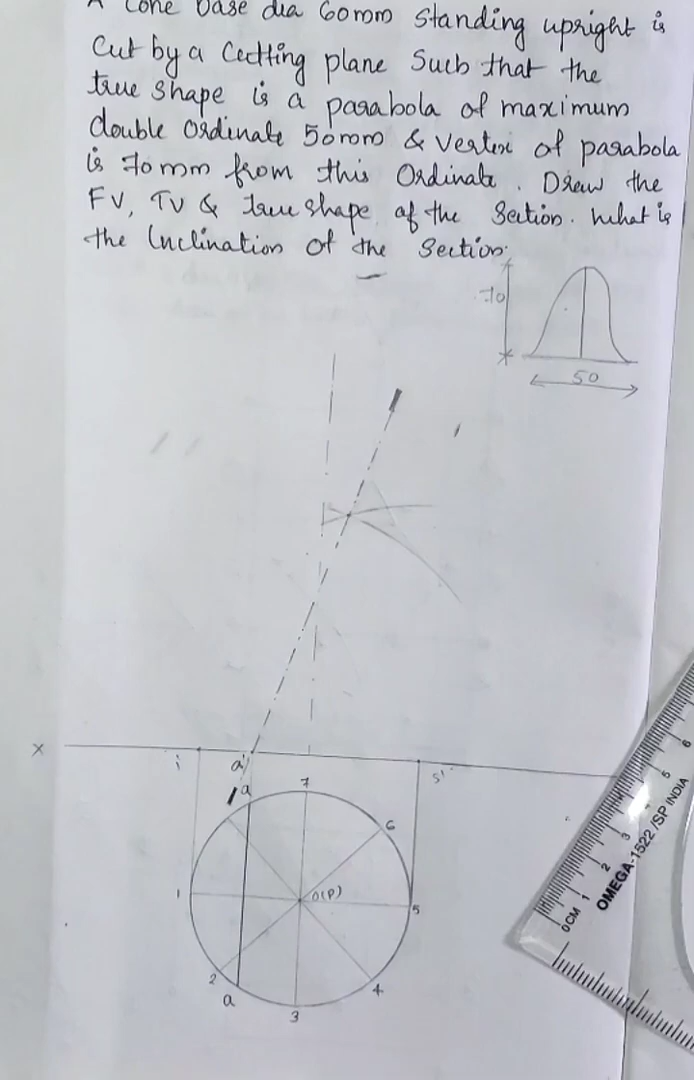 A Cone base dia 60mm standing upright is
Cut by a Cutting plane Such that the
true shape is a parabola of maximum
double Ordinate 50mm & Vertex of parabola
is 70mm from this Ordinate. Draw the
FV, TV & True shape of the Section. What is
the Inclination of the Section.
70
50
X
1'
a'
5'
a
7
6
1
O(P)
5
2
a
3
4
0CM 1 2 3 5 6
OMEGA-1522/SP INDIA